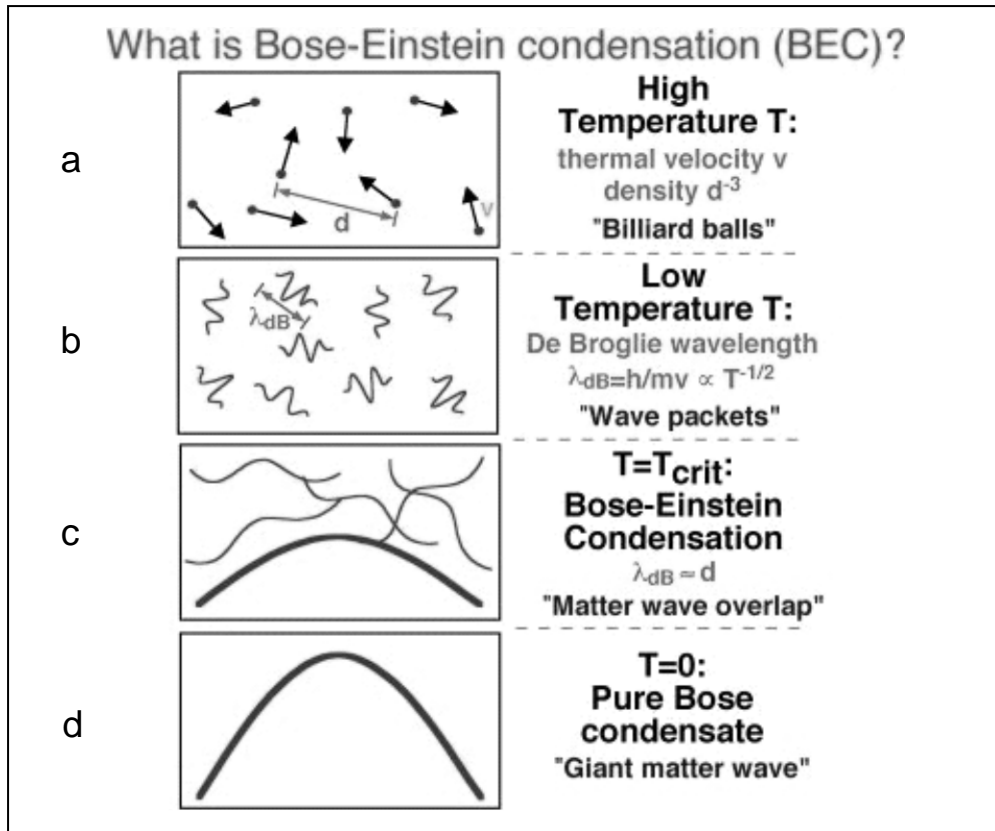 What is Bose-Einstein condensation (BEC)?
a
d
v
High
Temperature T:
thermal velocity v
density d⁻³
"Billiard balls"
b
λdB
Low
Temperature T:
De Broglie wavelength
λdB=h/mv ∝ T⁻¹/²
"Wave packets"
c
T=Tcrit:
Bose-Einstein
Condensation
λdB ≈ d
"Matter wave overlap"
d
T=0:
Pure Bose
condensate
"Giant matter wave"